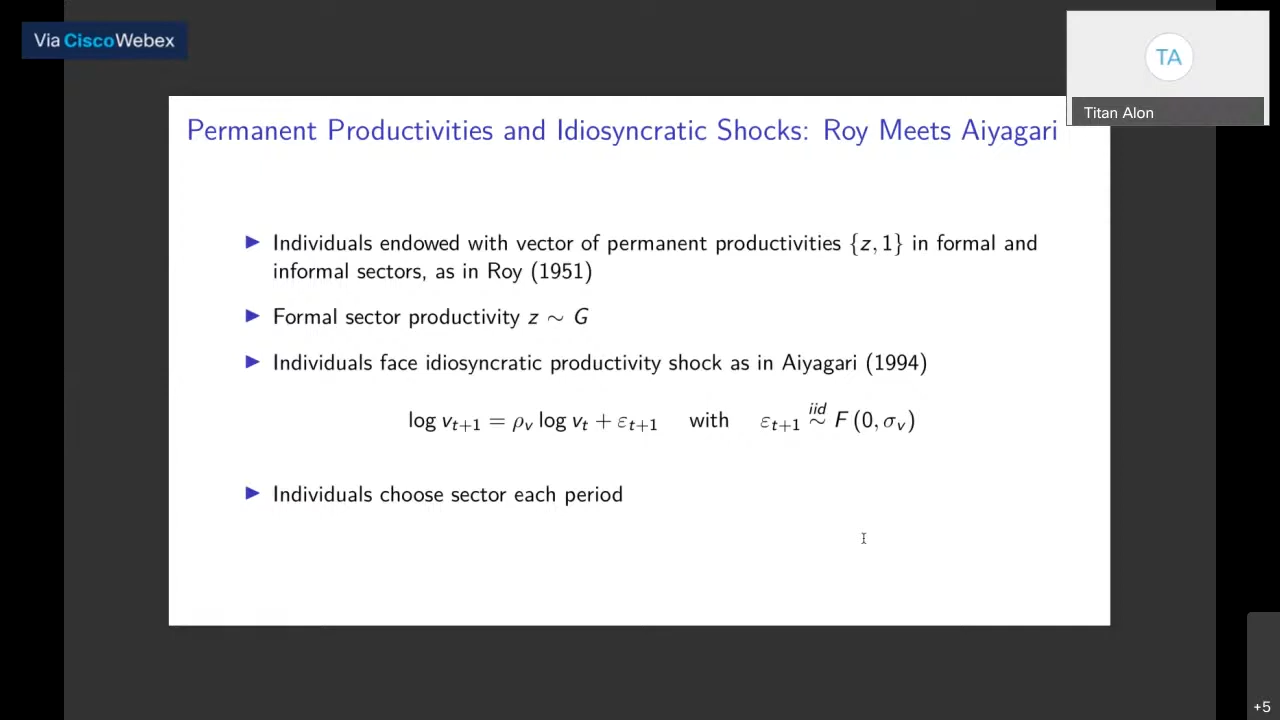 Via Cisco Webex
TA
Titan Alon
Permanent Productivities and Idiosyncratic Shocks: Roy Meets Aiyagari
▶ Individuals endowed with vector of permanent productivities {z, 1} in formal and
informal sectors, as in Roy (1951)
▶ Formal sector productivity z ∼ G
▶ Individuals face idiosyncratic productivity shock as in Aiyagari (1994)
log v_{t+1} = ρ_v log v_t + ε_{t+1} with ε_{t+1} iid ∼ F (0, σ_v)
▶ Individuals choose sector each period
+5